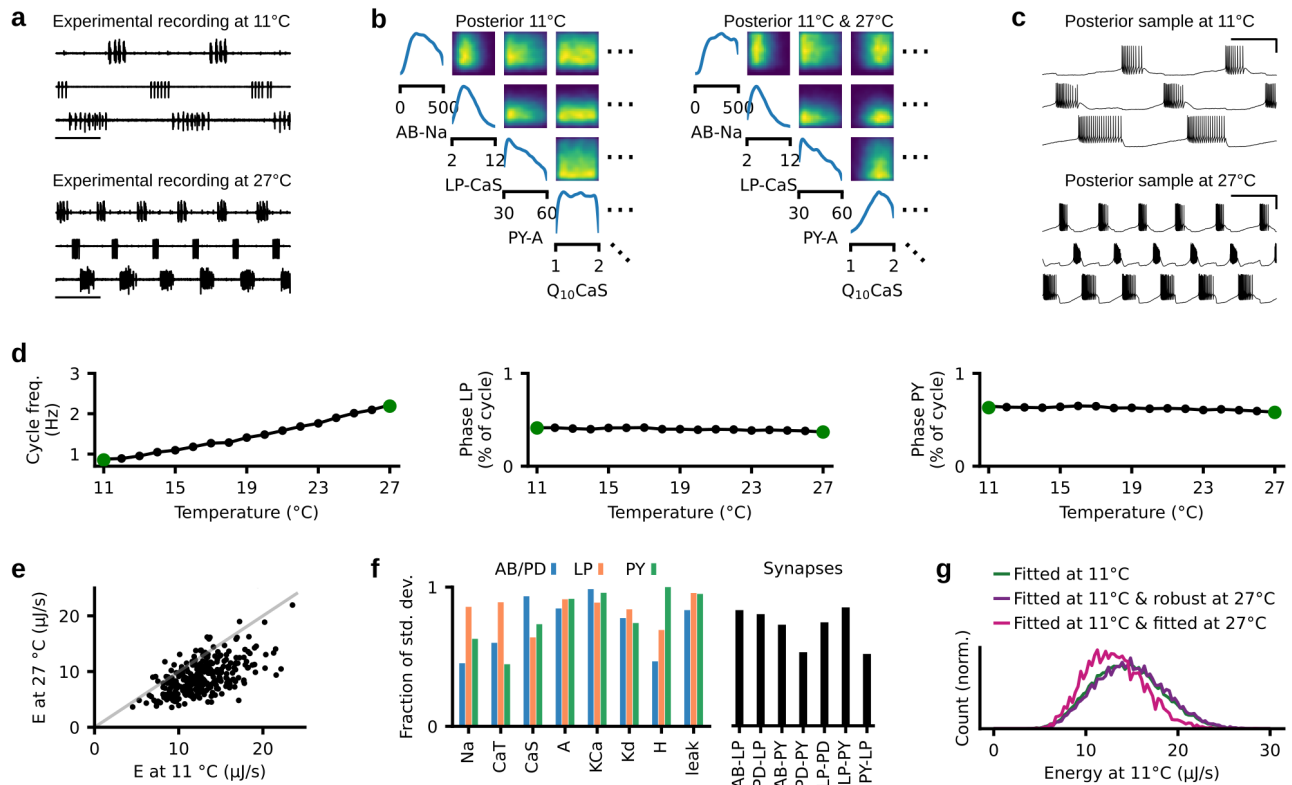 a
Experimental recording at 11°C
Experimental recording at 27°C
b
Posterior 11°C
0 500
AB-Na
2 12
LP-CaS
30 60
PY-A
1 2
Q₁₀CaS
Posterior 11°C & 27°C
0 500
AB-Na
2 12
LP-CaS
30 60
PY-A
1 2
Q₁₀CaS
c
Posterior sample at 11°C
Posterior sample at 27°C
d
Cycle freq.
(Hz)
3
2
1
11 15 19 23 27
Temperature (°C)
Phase LP
(% of cycle)
1
0
11 15 19 23 27
Temperature (°C)
Phase PY
(% of cycle)
1
0
11 15 19 23 27
Temperature (°C)
e
E at 27 °C (μJ/s)
20
10
0
0 10 20
E at 11 °C (μJ/s)
f
AB/PD LP PY
Synapses
Fraction of std. dev.
1
0
Na CaT CaS A KCa Kd H leak
AB-LP PD-LP AB-PY PD-PY LP-PD LP-PY PY-LP
g
Fitted at 11°C
Fitted at 11°C & robust at 27°C
Fitted at 11°C & fitted at 27°C
Count (norm.)
0 10 20 30
Energy at 11°C (μJ/s)